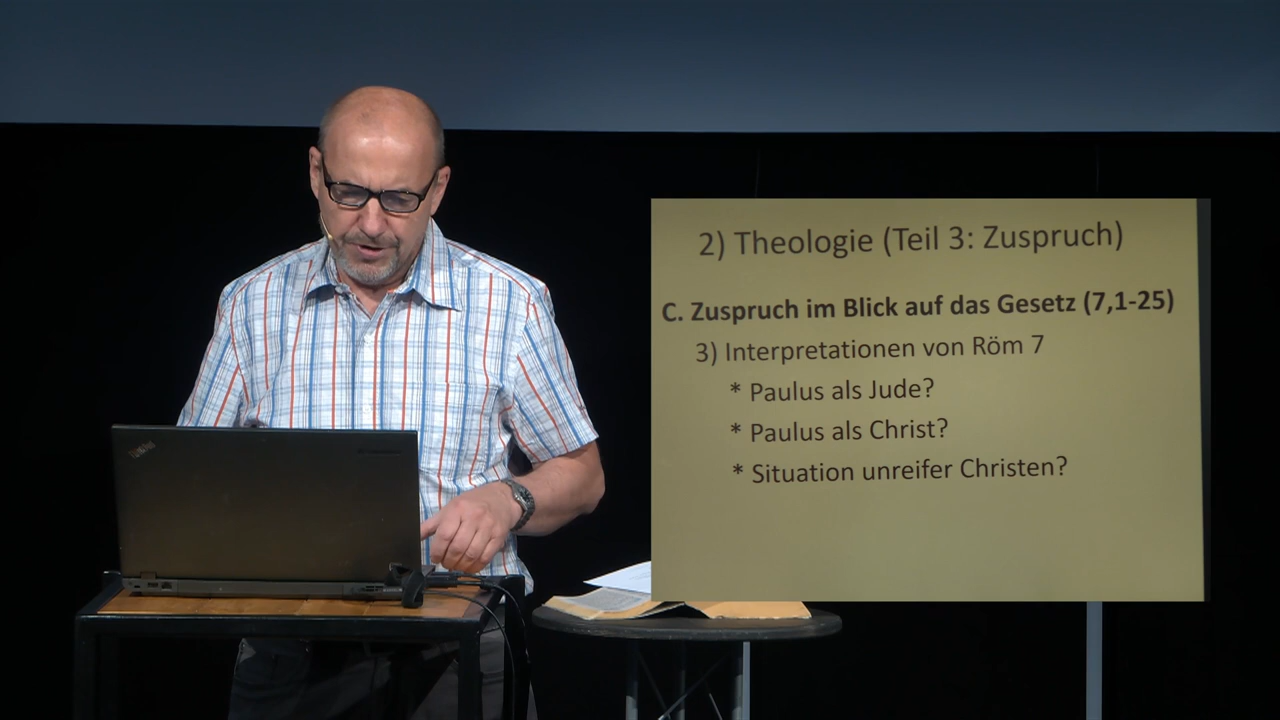 2) Theologie (Teil 3: Zuspruch)
C. Zuspruch im Blick auf das Gesetz (7,1-25)
3) Interpretationen von Röm 7
* Paulus als Jude?
* Paulus als Christ?
* Situation unreifer Christen?
ThinkPad